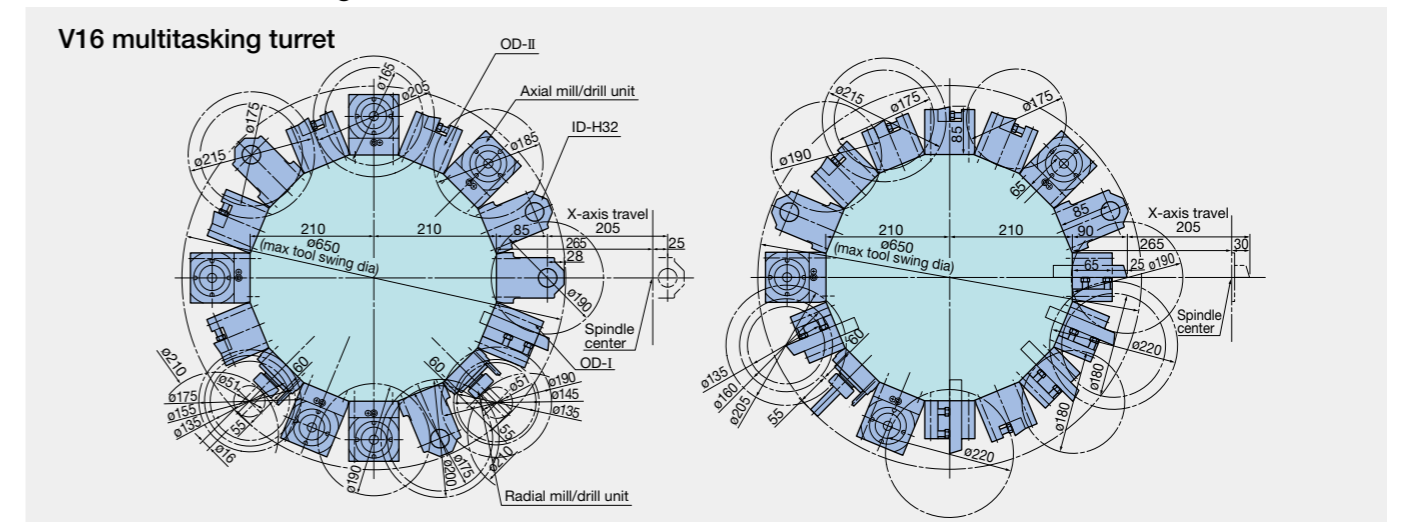 V16 multitasking turret
OD-II
Axial mill/drill unit
ID-H32
ø165
ø205
ø175
ø215
ø185
X-axis travel
205
210
210
85
265
25
28
ø650
(max tool swing dia)
ø190
Spindle
center
OD-I
60
60
ø210
ø51
ø175
ø155
ø135
55
ø16
ø190
ø200
ø175
ø210
55
ø51
ø190
ø145
ø135
Radial mill/drill unit
ø215
ø175
ø175
ø190
85
65
85
X-axis travel
205
210
210
90
265
30
ø650
(max tool swing dia)
65
25
ø190
Spindle
center
60
ø135
ø160
ø205
55
ø220
ø180
ø180
ø220